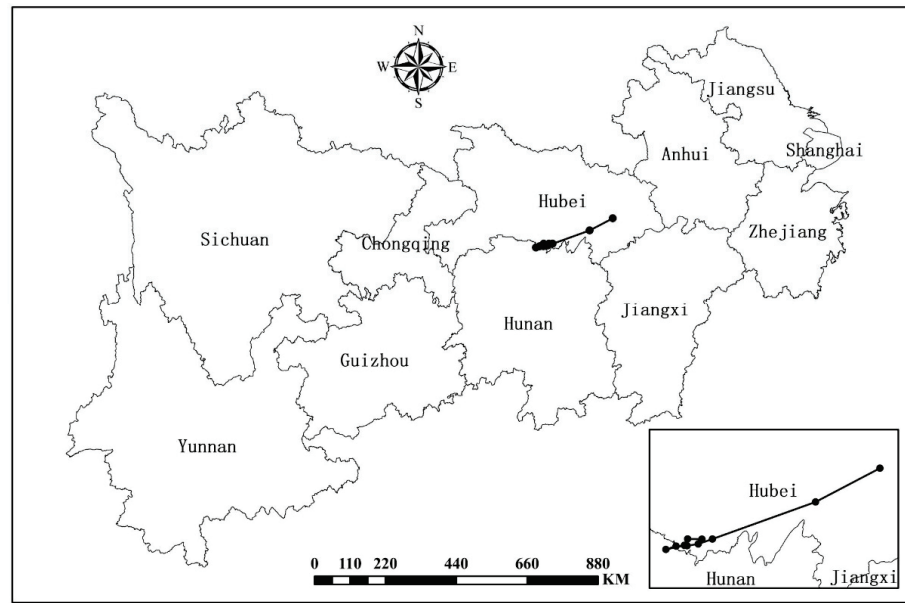 N
W E
S
Jiangsu
Shanghai
Anhui
Hubei
Zhejiang
Chongqing
Sichuan
Hunan
Jiangxi
Guizhou
Yunnan
0 110 220 440 660 880
KM
Hubei
Hunan
Jiangxi